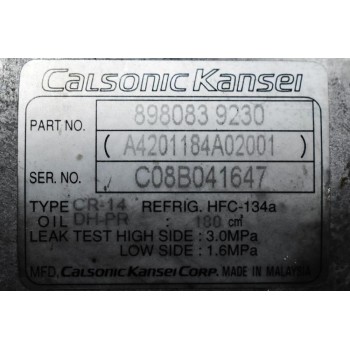 Calsonic Kansei
PART NO. 898083 9230
(A4201184A02001)
SER. NO. C08B041647
TYPE CR-14 REFRIG. HFC-134a
OIL DH-PR : 180 cm³
LEAK TEST HIGH SIDE : 3.0MPa
LOW SIDE : 1.6MPa
MFD. Calsonic Kansei Corp. MADE IN MALAYSIA